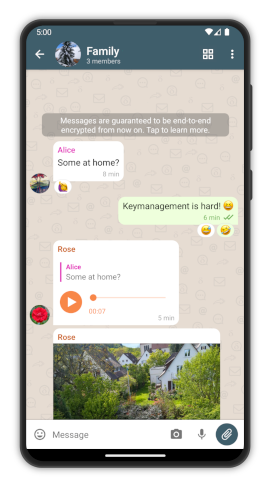 5:00
Family
3 members
Messages are guaranteed to be end-to-end
encrypted from now on. Tap to learn more.
Alice
Some at home?
6 min
Keymanagement is hard! 😄
6 min
Rose
Alice
Some at home?
00:07
5 min
Rose
Message